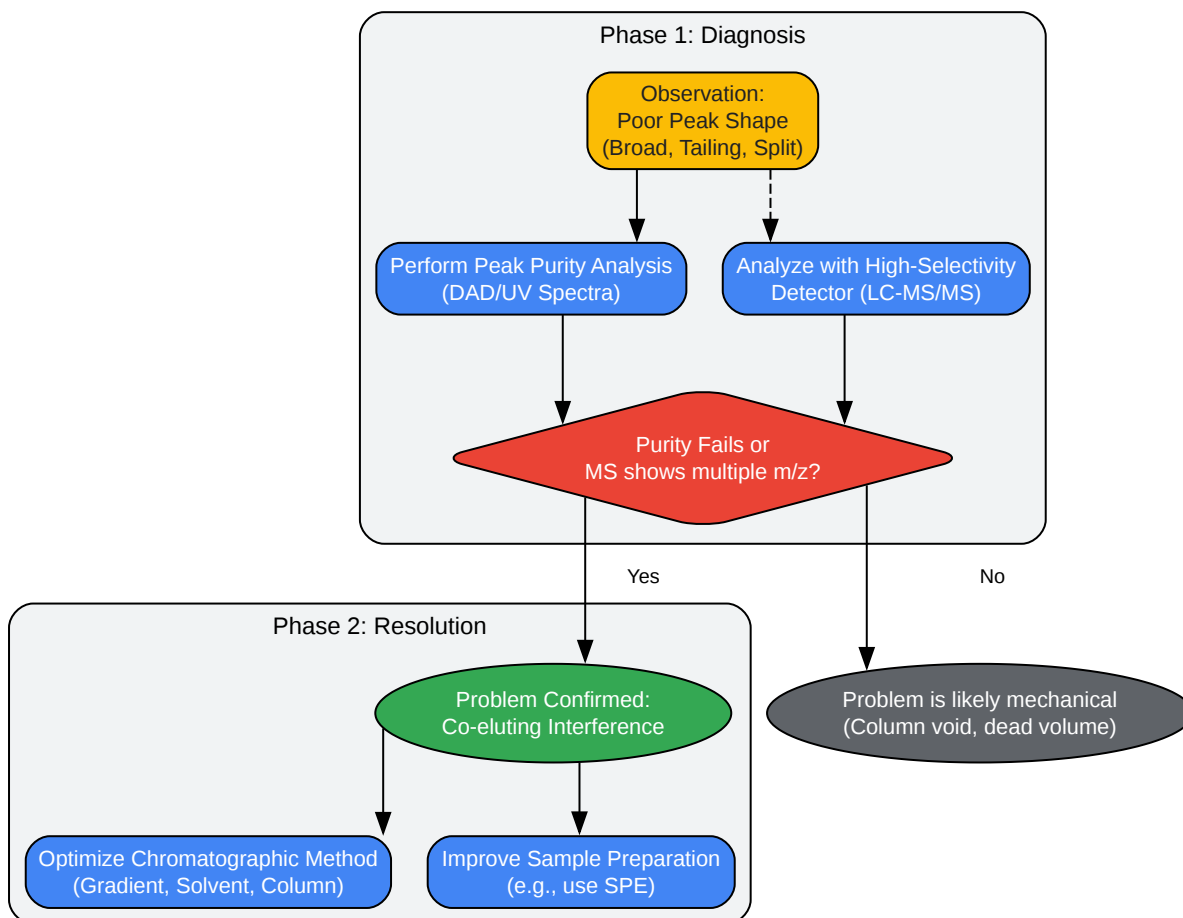 Phase 1: Diagnosis
Observation:
Poor Peak Shape
(Broad, Tailing, Split)
Perform Peak Purity Analysis
(DAD/UV Spectra)
Analyze with High-Selectivity
Detector (LC-MS/MS)
Purity Fails or
MS shows multiple m/z?
Yes
No
Phase 2: Resolution
Problem Confirmed:
Co-eluting Interference
Problem is likely mechanical
(Column void, dead volume)
Optimize Chromatographic Method
(Gradient, Solvent, Column)
Improve Sample Preparation
(e.g., use SPE)